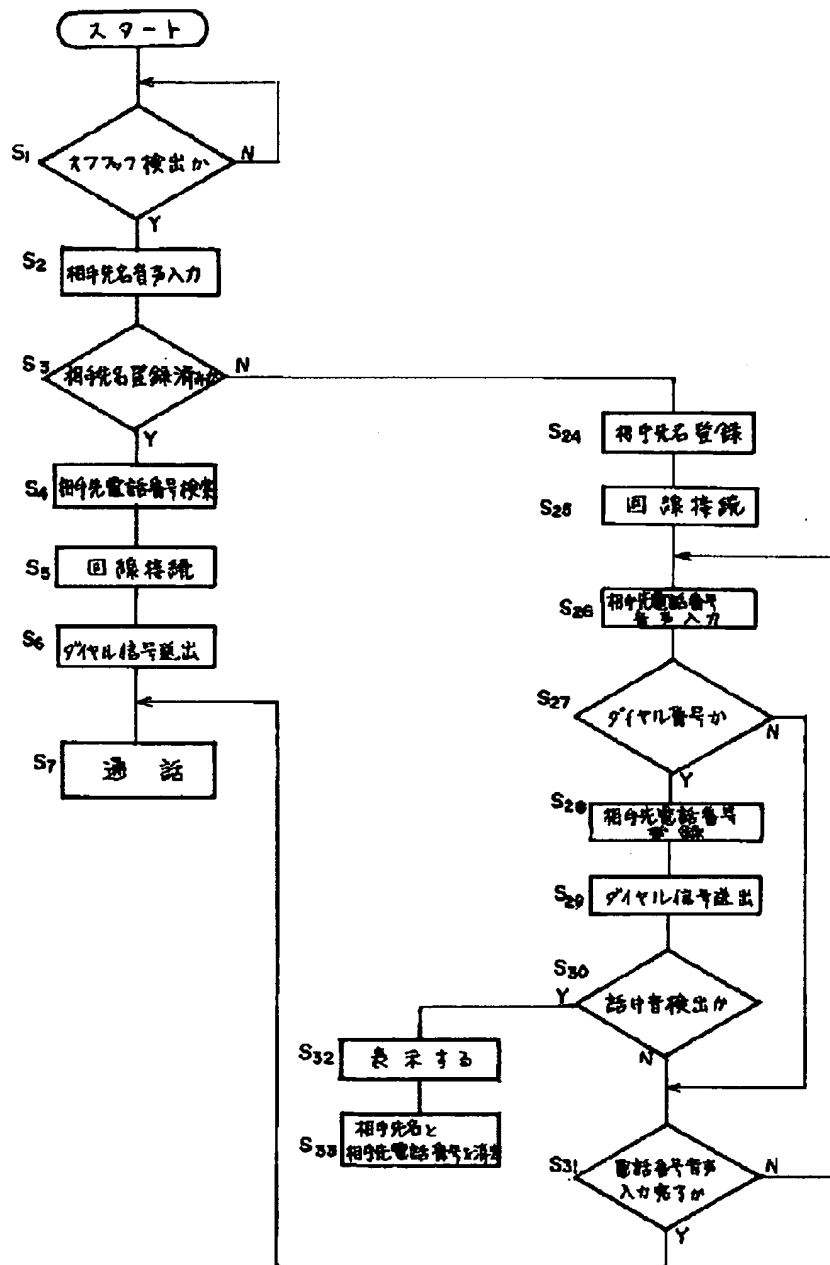 スタート
S1
オフフック検出か
N
Y
S2
相手先名音声入力
S3
相手先名登録済みか
N
Y
S4
相手先電話番号検索
S5
回線接続
S6
ダイヤル信号送出
S7
通話
S24
相手先名登録
S25
回線接続
S26
相手先電話番号
音声入力
S27
ダイヤル番号か
N
Y
S28
相手先電話番号
登録
S29
ダイヤル信号送出
S30
話中音検出か
Y
N
S32
表示する
S33
相手先名と
相手先電話番号を消去
S31
電話番号音声
入力完了か
N
Y